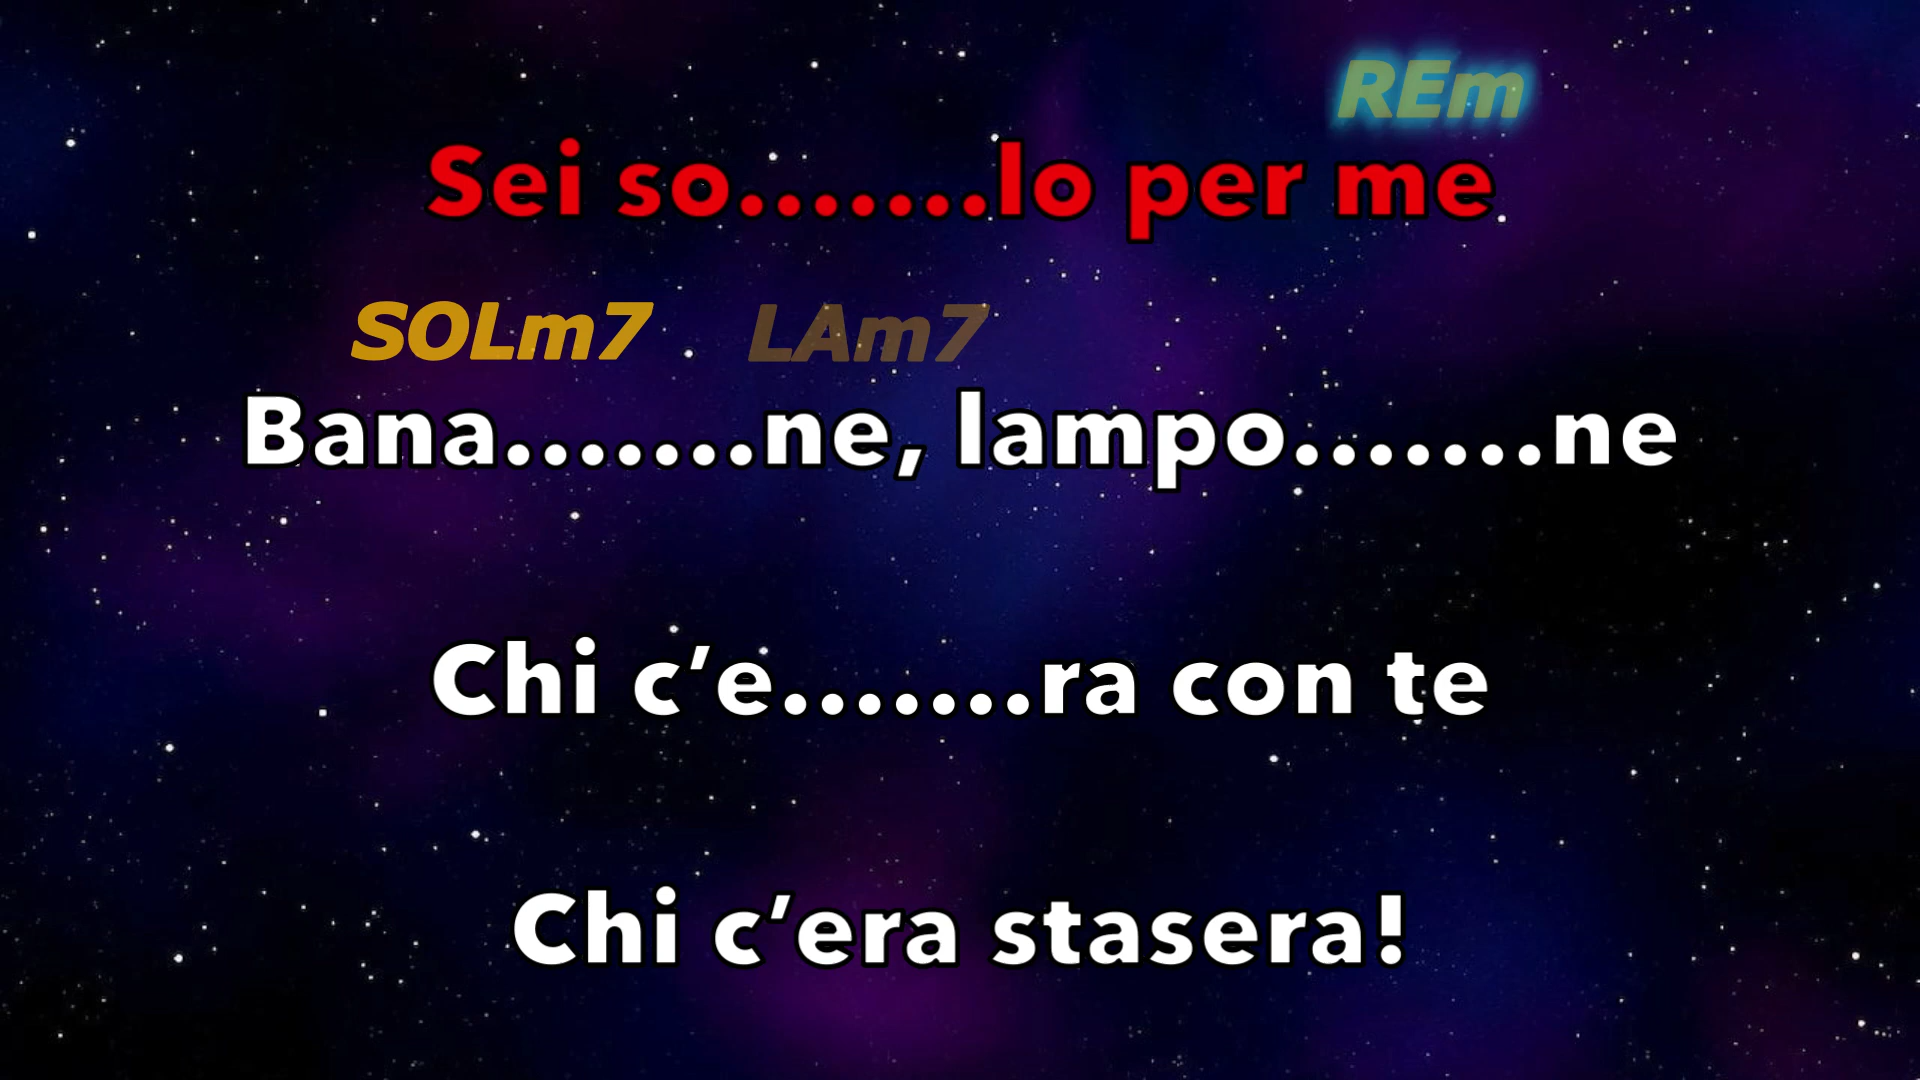 REm
Sei so.......lo per me
SOLm7 LAm7
Bana.......ne, lampo.......ne
Chi c’e.......ra con te
Chi c’era stasera!